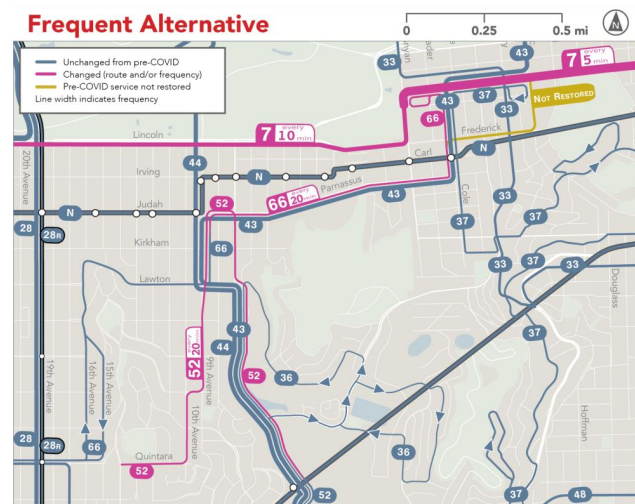 Frequent Alternative
0 0.25 0.5 mi
N
Unchanged from pre-COVID
Changed (route and/or frequency)
Pre-COVID service not restored
Line width indicates frequency
33
43
7 every 5 min
43
37
33
NOT RESTORED
66
Frederick
Lincoln
7 every 10 min
44
Irving
Carl
N
20th Avenue
N
Judah
66 every 20 min
Parnassus
43
Cole
37
37
33
52
43
28
28R
Kirkham
66
33
37
33
Lawton
Douglass
43
44
37
52 every 20 min
9th Avenue
52
36
19th Avenue
16th Avenue
15th Avenue
10th Avenue
Hoffman
28
28R
66
Quintara
52
36
52
37
48